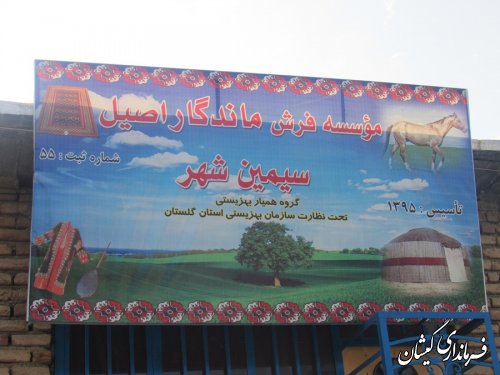 مؤسسه فرش ماندگار اصیل
سیمین شهر
شماره ثبت : ۵۵
گروه همیار بهزیستی
تحت نظارت سازمان بهزیستی استان گلستان
تأسیس : ۱۳۹۵
فرمانداری گمیشان